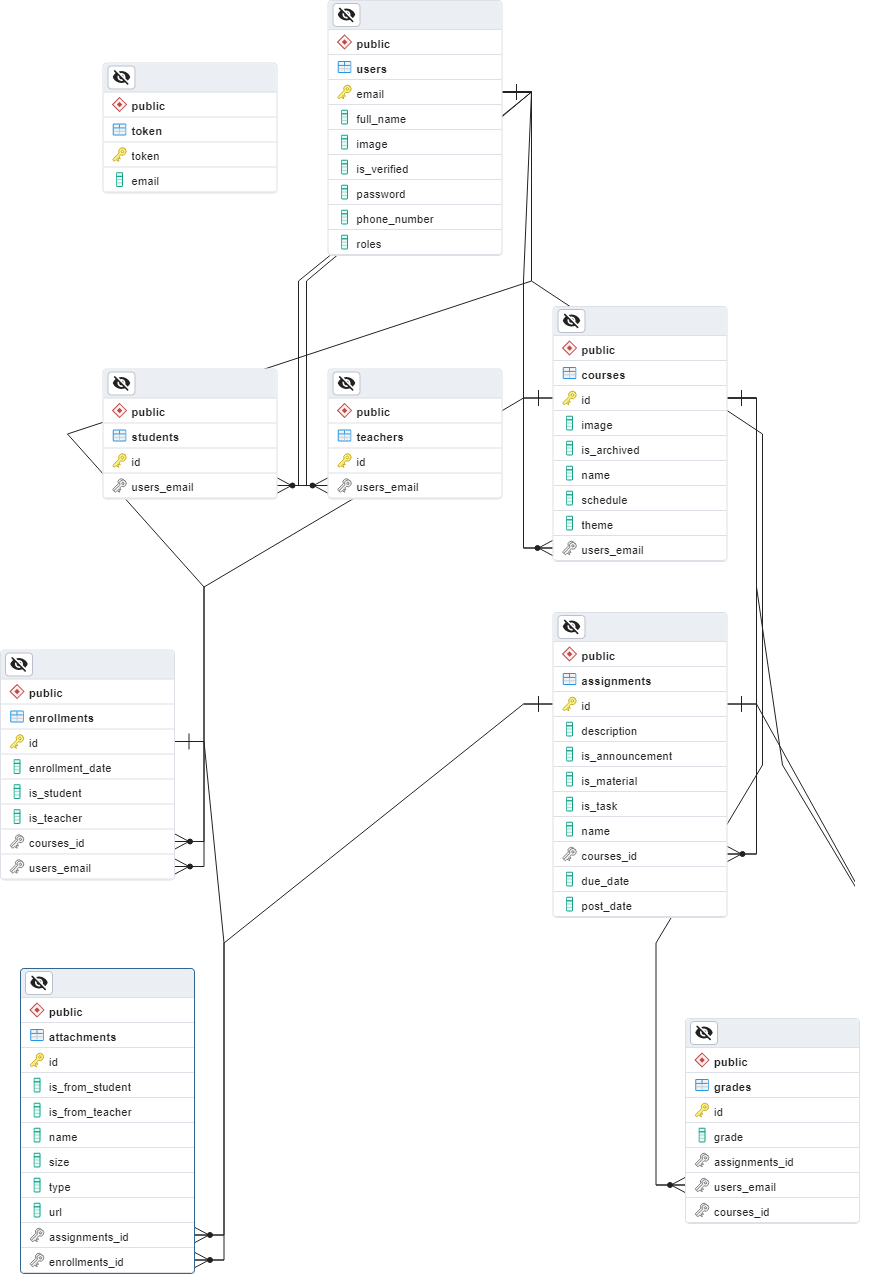 public
users
email
full_name
image
is_verified
password
phone_number
roles
public
token
token
email
public
courses
id
image
is_archived
name
schedule
theme
users_email
public
students
id
users_email
public
teachers
id
users_email
public
assignments
id
description
is_announcement
is_material
is_task
name
courses_id
due_date
post_date
public
enrollments
id
enrollment_date
is_student
is_teacher
courses_id
users_email
public
attachments
id
is_from_student
is_from_teacher
name
size
type
url
assignments_id
enrollments_id
public
grades
id
grade
assignments_id
users_email
courses_id